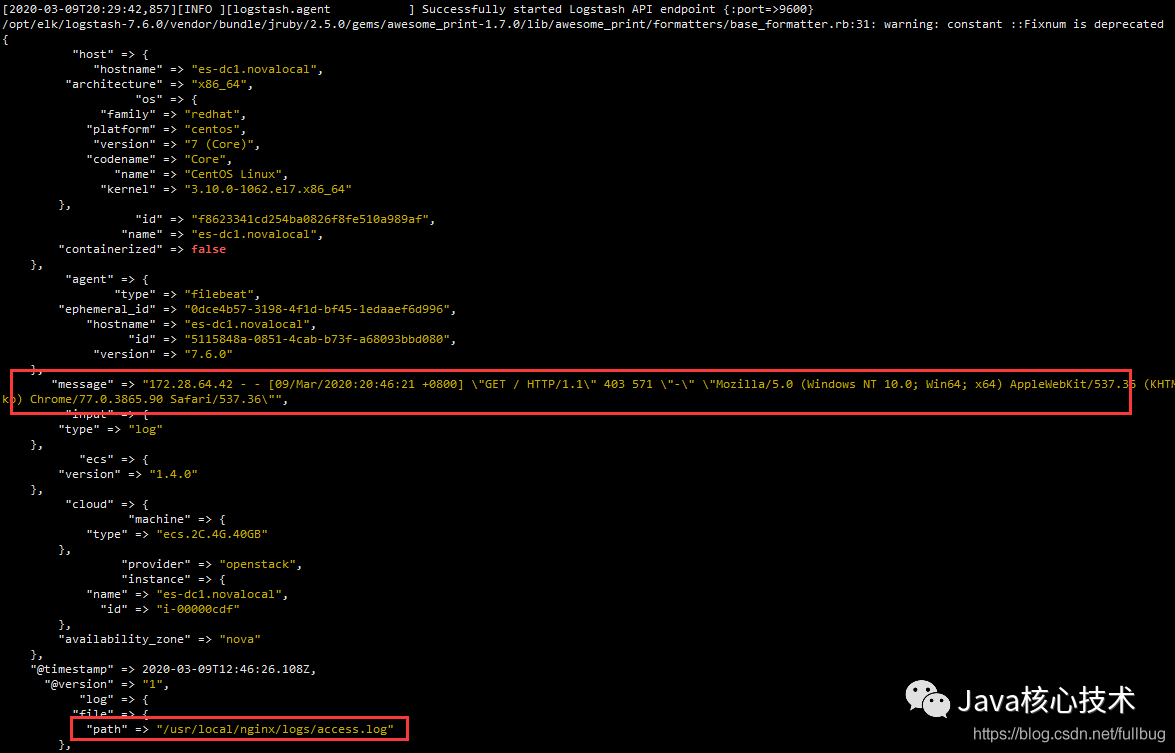 [2020-03-09T20:29:42,857][INFO ][logstash.agent           ] Successfully started Logstash API endpoint {:port=>9600}
/opt/elk/logstash-7.6.0/vendor/bundle/jruby/2.5.0/gems/awesome_print-1.7.0/lib/awesome_print/formatters/base_formatter.rb:31: warning: constant ::Fixnum is deprecated
{
"host" => {
"hostname" => "es-dc1.novalocal",
"architecture" => "x86_64",
"os" => {
"family" => "redhat",
"platform" => "centos",
"version" => "7 (Core)",
"codename" => "Core",
"name" => "CentOS Linux",
"kernel" => "3.10.0-1062.el7.x86_64"
},
"id" => "f8623341cd254ba0826f8fe510a989af",
"name" => "es-dc1.novalocal",
"containerized" => false
},
"agent" => {
"type" => "filebeat",
"ephemeral_id" => "0dce4b57-3198-4f1d-bf45-1edaaef6d996",
"hostname" => "es-dc1.novalocal",
"id" => "5115848a-0851-4cab-b73f-a68093bbd080",
"version" => "7.6.0"
},
"message" => "172.28.64.42 - - [09/Mar/2020:20:46:21 +0800] \"GET / HTTP/1.1\" 403 571 \"-\" \"Mozilla/5.0 (Windows NT 10.0; Win64; x64) AppleWebKit/537.36 (KHTM
ko) Chrome/77.0.3865.90 Safari/537.36\"",
"input" => {
"type" => "log"
},
"ecs" => {
"version" => "1.4.0"
},
"cloud" => {
"machine" => {
"type" => "ecs.2C.4G.40GB"
},
"provider" => "openstack",
"instance" => {
"name" => "es-dc1.novalocal",
"id" => "i-00000cdf"
},
"availability_zone" => "nova"
},
"@timestamp" => 2020-03-09T12:46:26.108Z,
"@version" => "1",
"log" => {
"file" => {
"path" => "/usr/local/nginx/logs/access.log"
},
Java核心技术
https://blog.csdn.net/fullbug